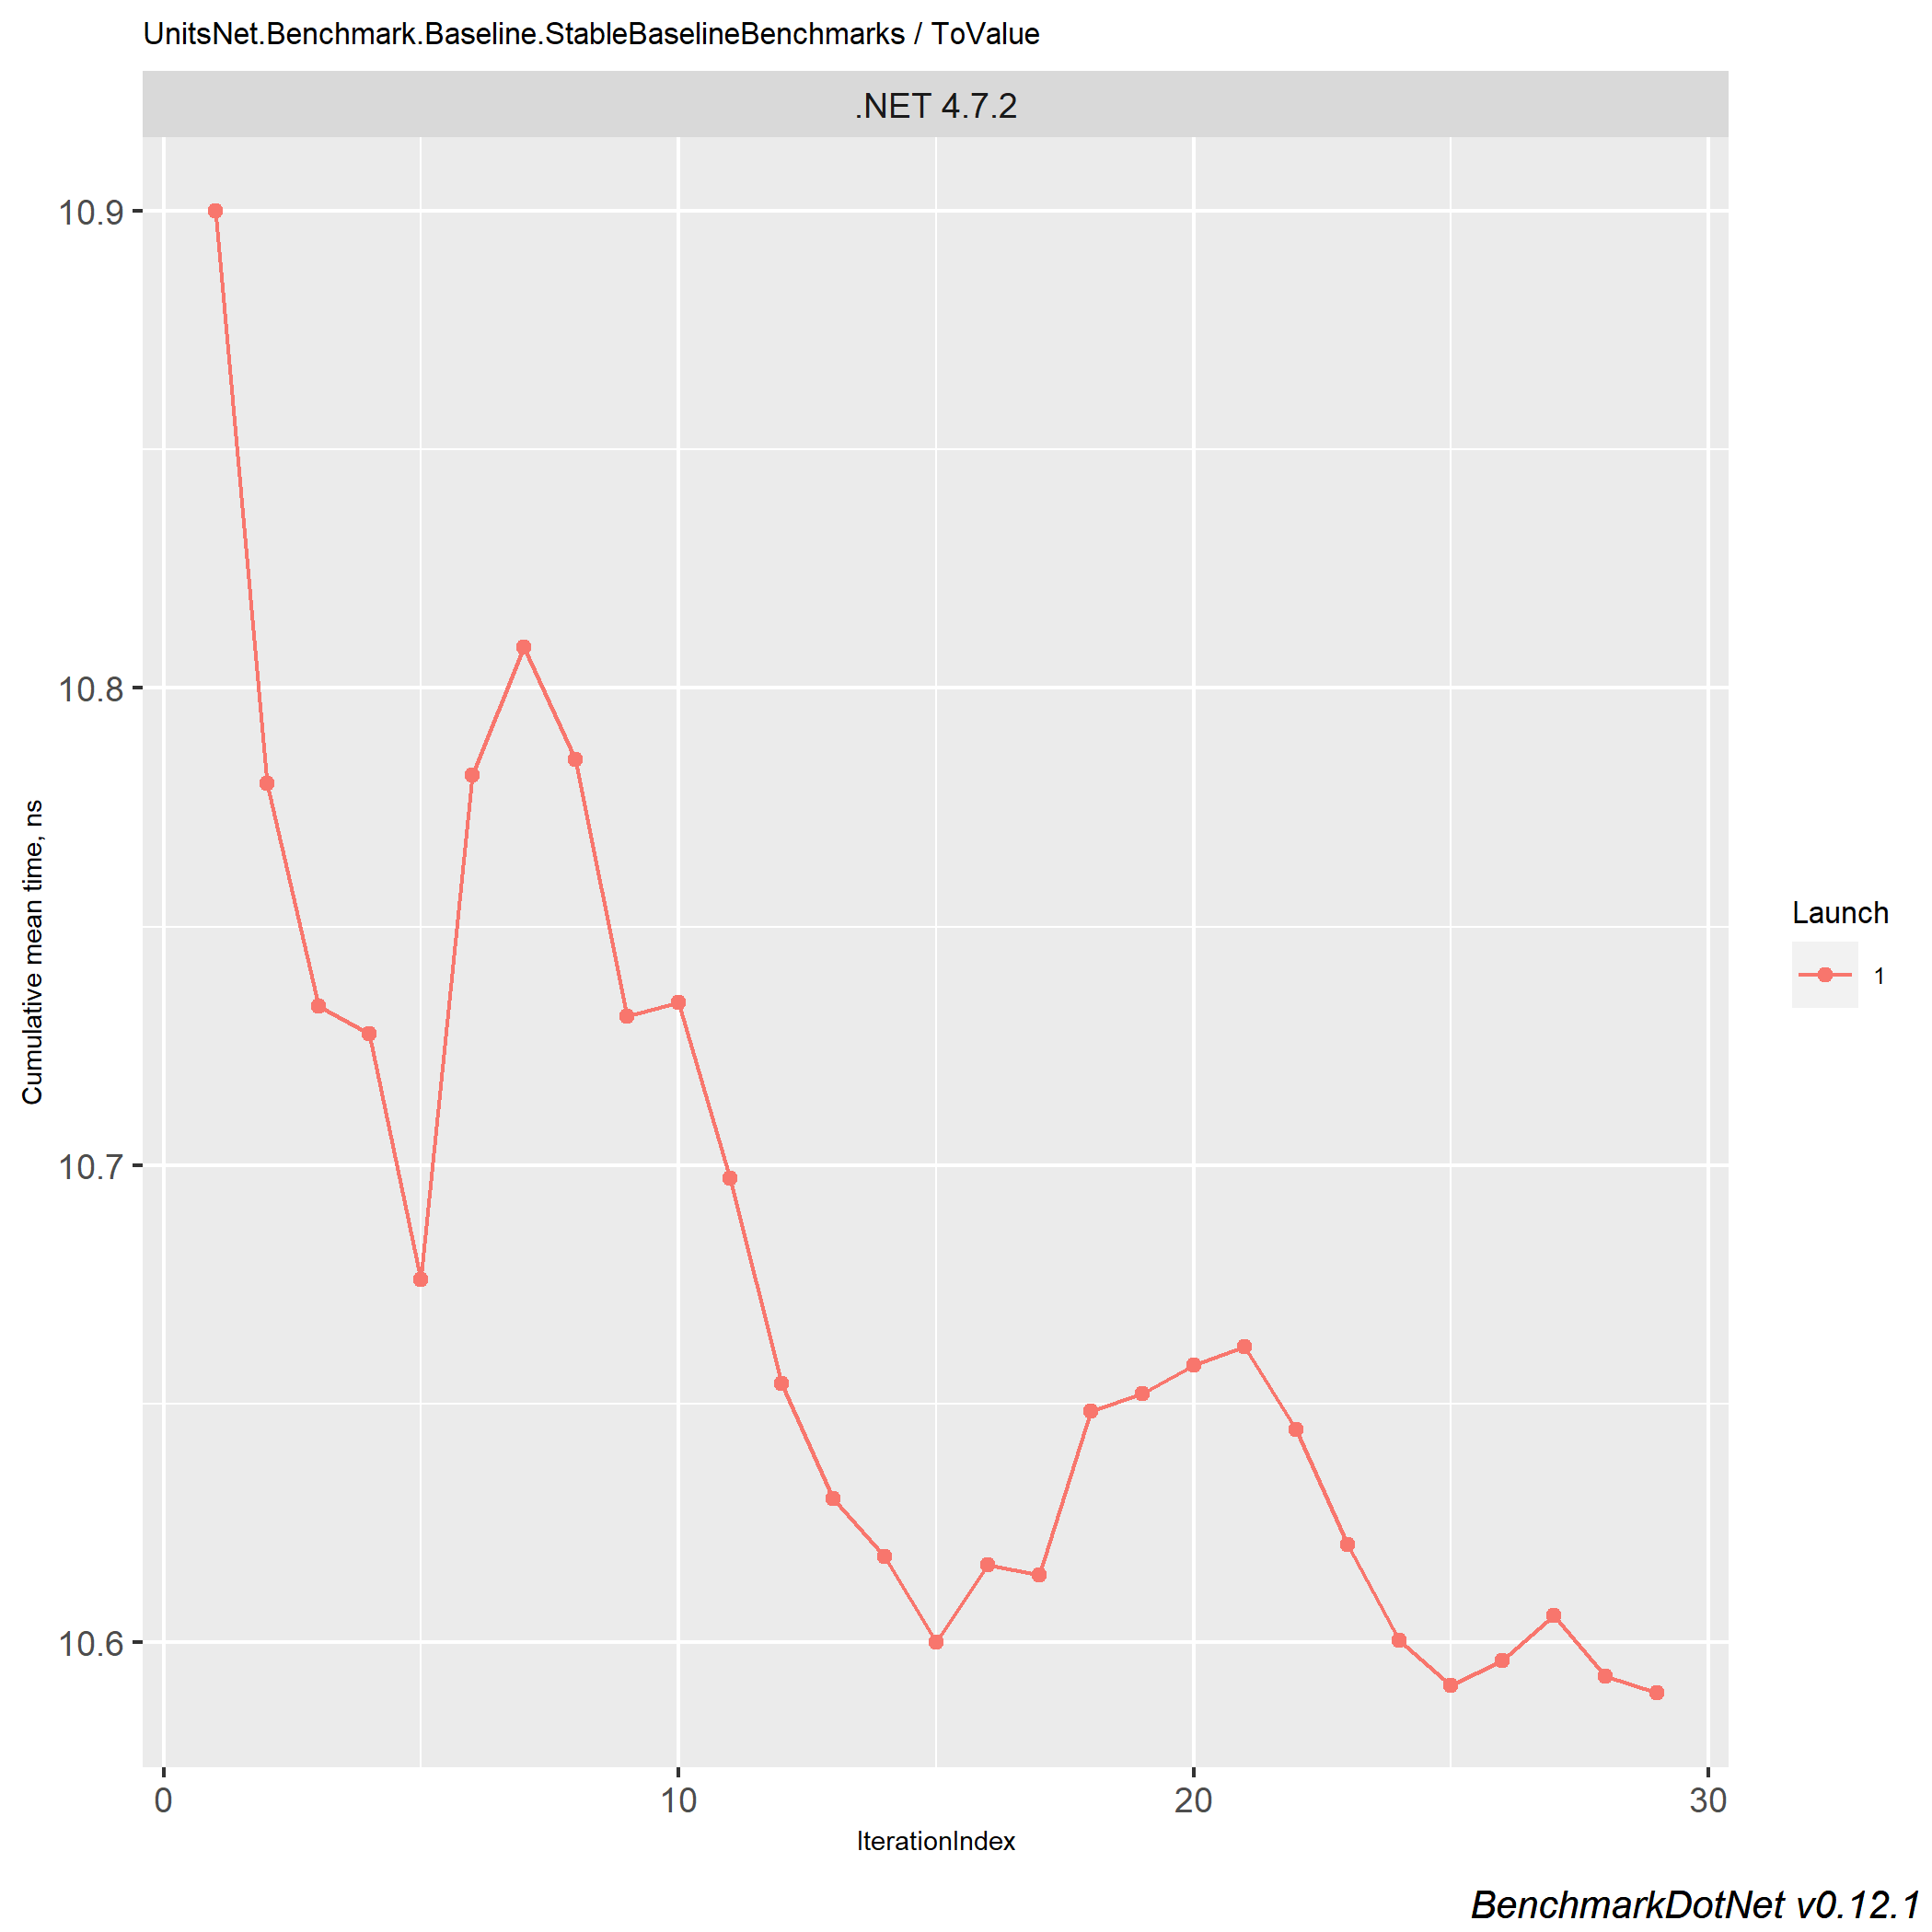 UnitsNet.Benchmark.Baseline.StableBaselineBenchmarks / ToValue
.NET 4.7.2
10.9
10.8
10.7
10.6
Cumulative mean time, ns
0 10 20 30
IterationIndex
Launch
1
BenchmarkDotNet v0.12.1